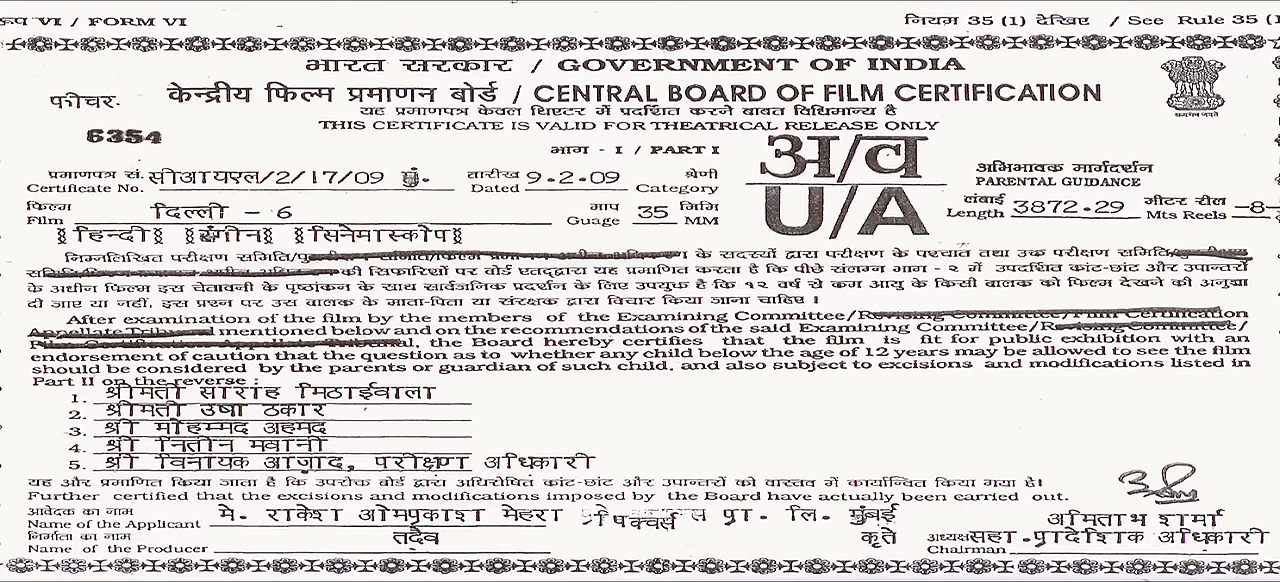 रूप VI / FORM VI
नियम 35 (1) देखिए / See Rule 35 (1
भारत सरकार / GOVERNMENT OF INDIA
केन्द्रीय फिल्म प्रमाणन बोर्ड / CENTRAL BOARD OF FILM CERTIFICATION
फीचर.
यह प्रमाणपत्र केवल थिएटर में प्रदर्शित करने बाबत विधिमान्य है
6354
THIS CERTIFICATE IS VALID FOR THEATRICAL RELEASE ONLY
भाग - I / PART I
अ/व
U/A
अभिभावक मार्गदर्शन
PARENTAL GUIDANCE
प्रमाणपत्र सं. सीआयएल/2/17/09 मुं. तारीख 9.2.09 श्रेणी
Certificate No. Dated Category
फिल्म दिल्ली - 6 माप 35 मिमि
Film Guage MM
लंबाई 3872.29 मीटर रील -8-
Length Mts Reels
हिन्दी रंगीन सिनेमास्कोप
निम्नलिखित परीक्षण समिति/ के सदस्यों द्वारा परीक्षण के पश्चात तथा उक्त परीक्षण समिति/
की सिफारिशों पर बोर्ड एतद्द्वारा यह प्रमाणित करता है कि पीछे संलग्न भाग - २ में उपदर्शित कांट-छांट और उपान्तरों
के अधीन फिल्म इस चेतावनी के पृष्ठांकन के साथ सार्वजनिक प्रदर्शन के लिए उपयुक्त है कि १२ वर्ष से कम आयु के किसी बालक को फिल्म देखने की अनुज्ञा
दी जाए या नहीं, इस प्रश्न पर उस बालक के माता-पिता या संरक्षक द्वारा विचार किया जाना चाहिए ।
After examination of the film by the members of the Examining Committee/Revising Committee/Film Certification
Appellate Tribunal mentioned below and on the recommendations of the said Examining Committee/Revising Committee/
Film Certification Appellate Tribunal, the Board hereby certifies that the film is fit for public exhibition with an
endorsement of caution that the question as to whether any child below the age of 12 years may be allowed to see the film
should be considered by the parents or guardian of such child, and also subject to excisions and modifications listed in
Part II on the reverse :
1. श्रीमती साराह मिठाईवाला
2. श्रीमती उषा ठकार
3. श्री मोहम्मद अहमद
4. श्री नितीन मवानी
5. श्री विनायक आजाद, परीक्षण अधिकारी
यह और प्रमाणित किया जाता है कि उपरोक्त बोर्ड द्वारा अधिरोपित कांट-छांट और उपान्तरों को वास्तव में कार्यान्वित किया गया है।
Further certified that the excisions and modifications imposed by the Board have actually been carried out.
आवेदक का नाम मे. राकेश ओमप्रकाश मेहरा पिक्चर्स प्रा. लि. मुंबई
Name of the Applicant
निर्माता का नाम तदैव
Name of the Producer
अमिताभ शर्मा
कृते अध्यक्ष सहा.प्रादेशिक अधिकारी
Chairman